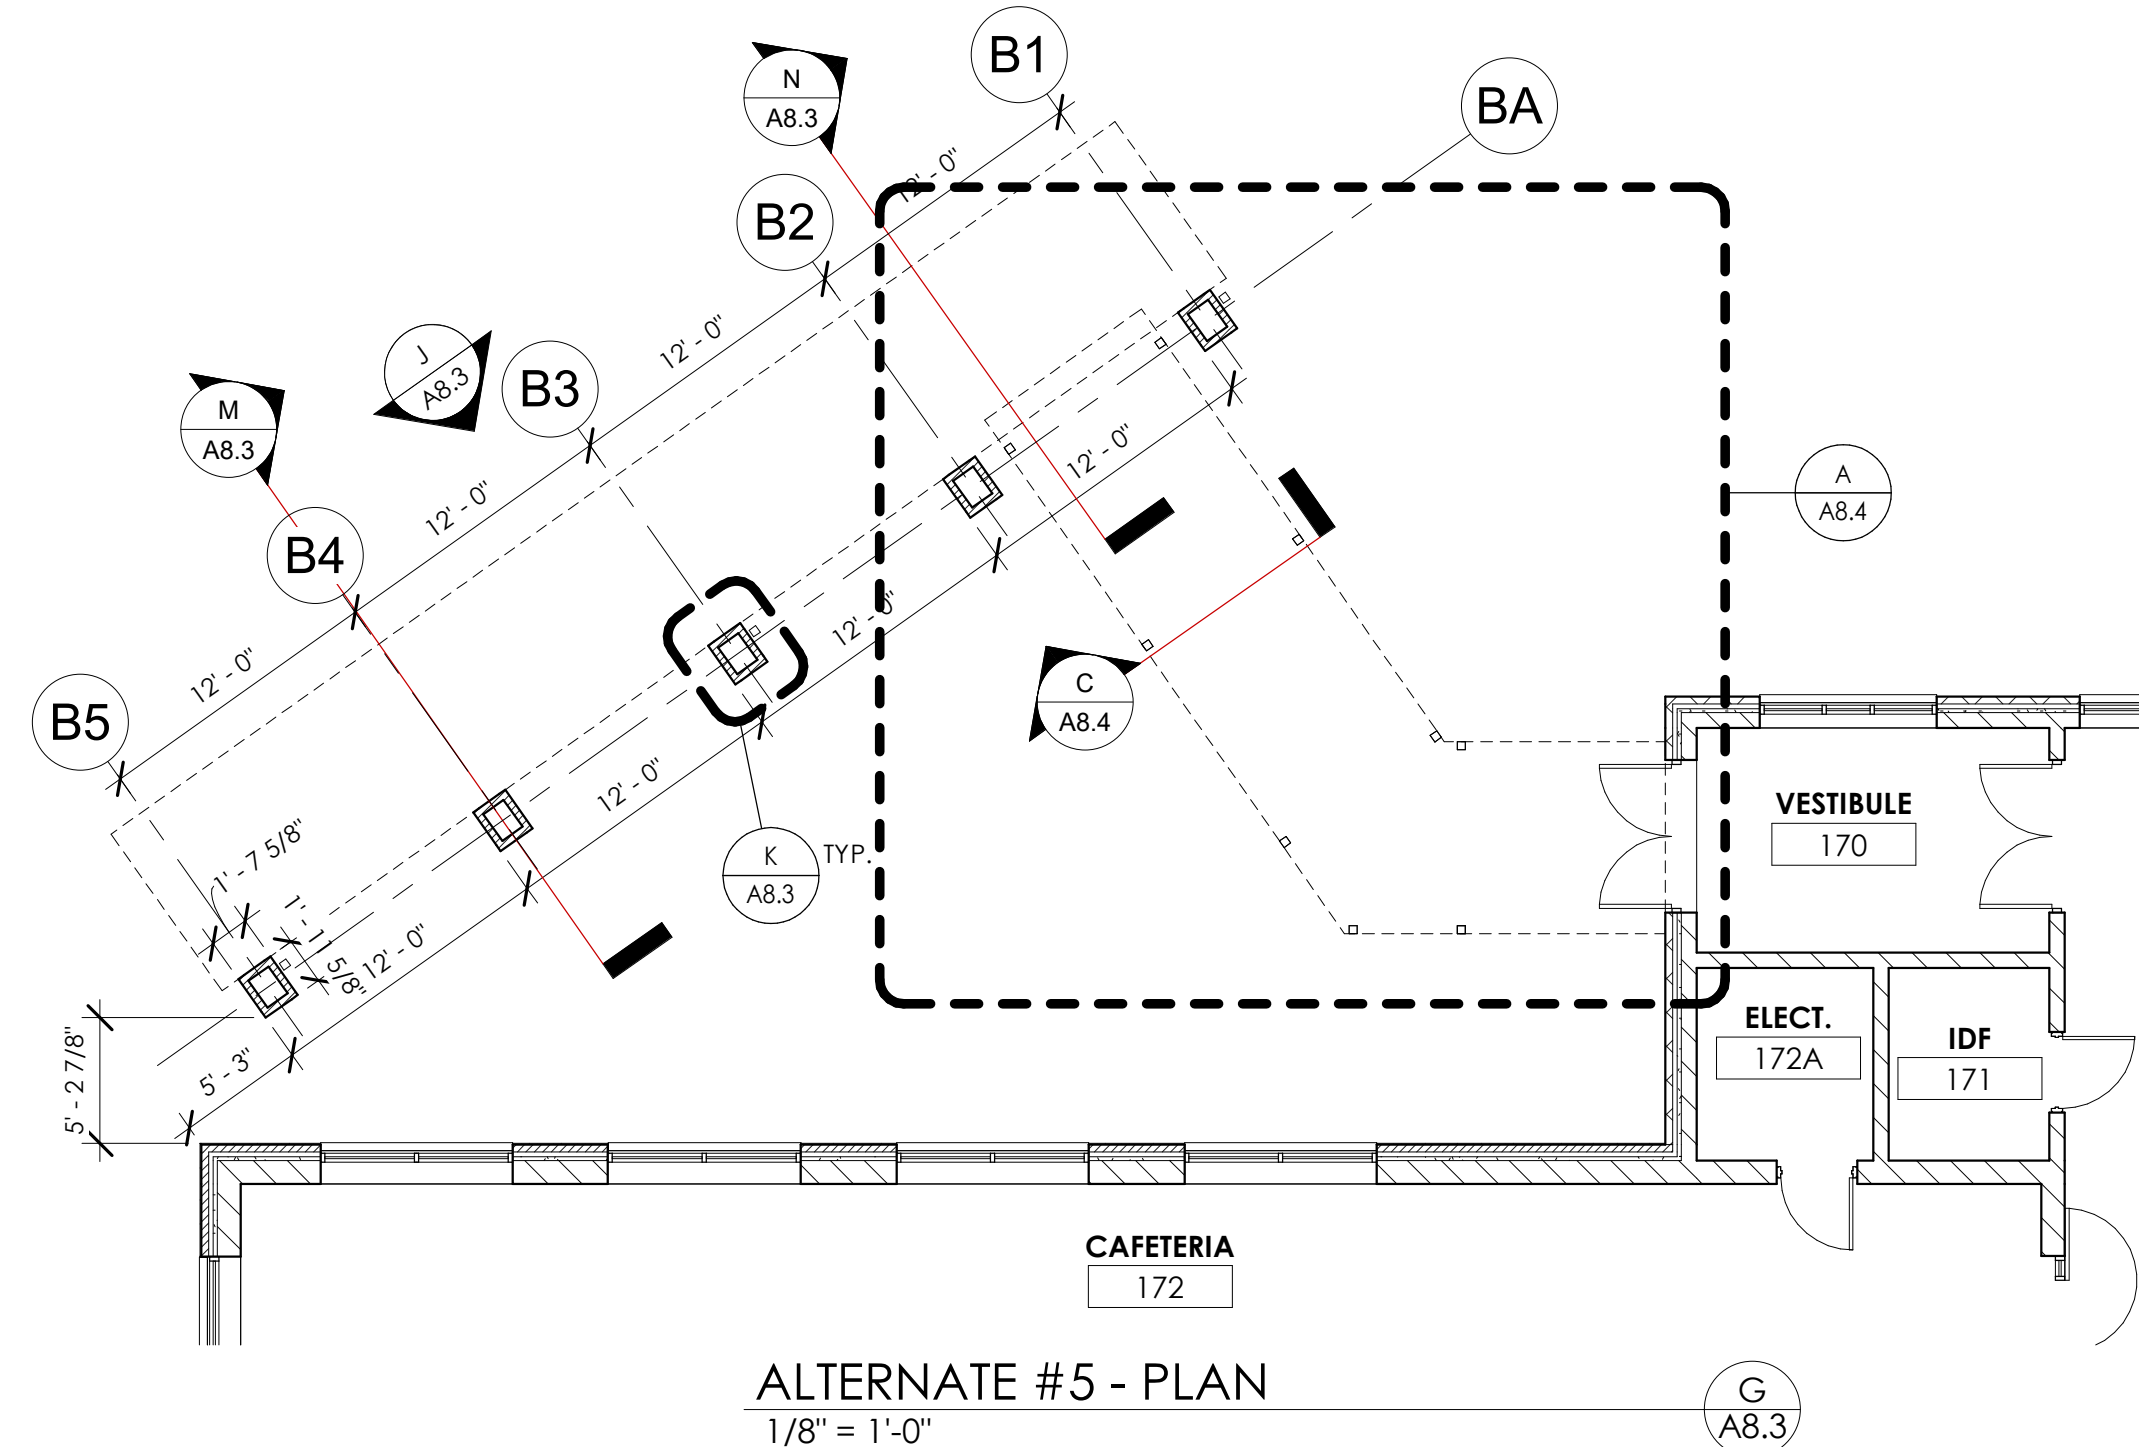 B1
N
A8.3
BA
12' - 0"
B2
12' - 0"
J
A8.3
B3
M
A8.3
12' - 0"
12' - 0"
A
A8.4
B4
12' - 0"
12' - 0"
B5
C
A8.4
12' - 0"
VESTIBULE
170
K
A8.3
TYP.
1' - 7 5/8"
1' - 1 5/8"
12' - 0"
ELECT.
172A
IDF
171
5' - 3"
5' - 2 7/8"
CAFETERIA
172
ALTERNATE #5 - PLAN
1/8" = 1'-0"
G
A8.3